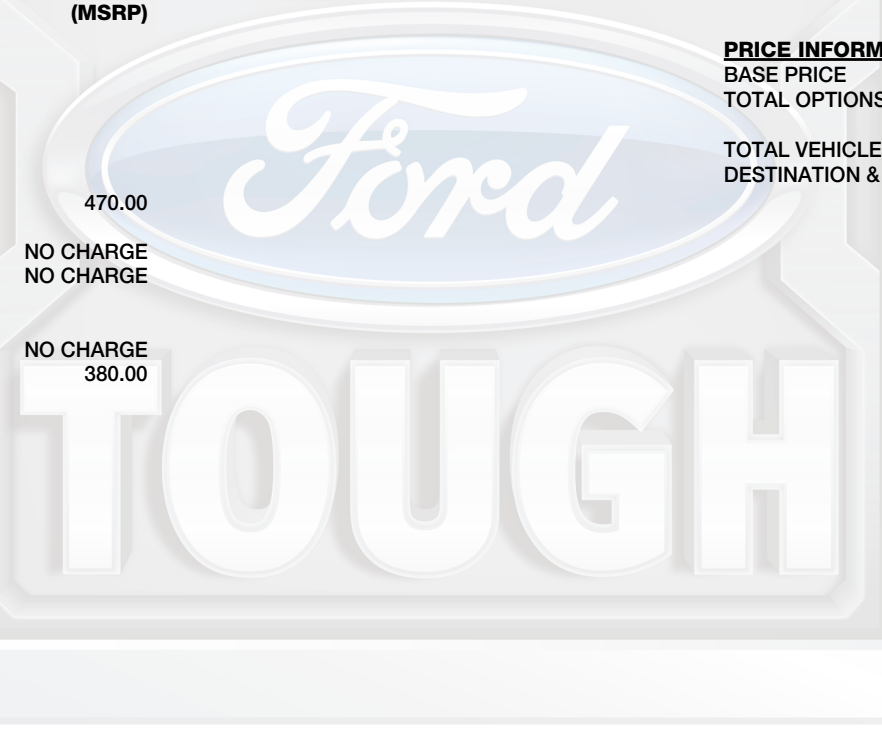 (MSRP)
470.00
NO CHARGE
NO CHARGE
NO CHARGE
380.00
PRICE INFORM
BASE PRICE
TOTAL OPTIONS
TOTAL VEHICLE
DESTINATION &
Ford
TOUGH